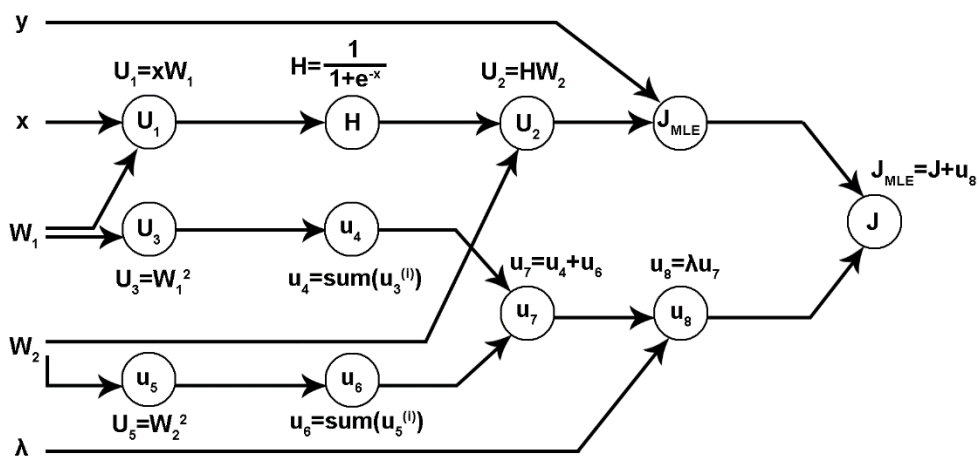 y
U₁=xW₁
H=1/(1+e⁻ˣ)
U₂=HW₂
x
U₁
H
U₂
J_MLE
J_MLE=J+u₈
W₁
U₃
u₄
J
U₃=W₁²
u₄=sum(u₃⁽ⁱ⁾)
u₇=u₄+u₆
u₈=λu₇
u₇
u₈
W₂
u₅
u₆
U₅=W₂²
u₆=sum(u₅⁽ⁱ⁾)
λ